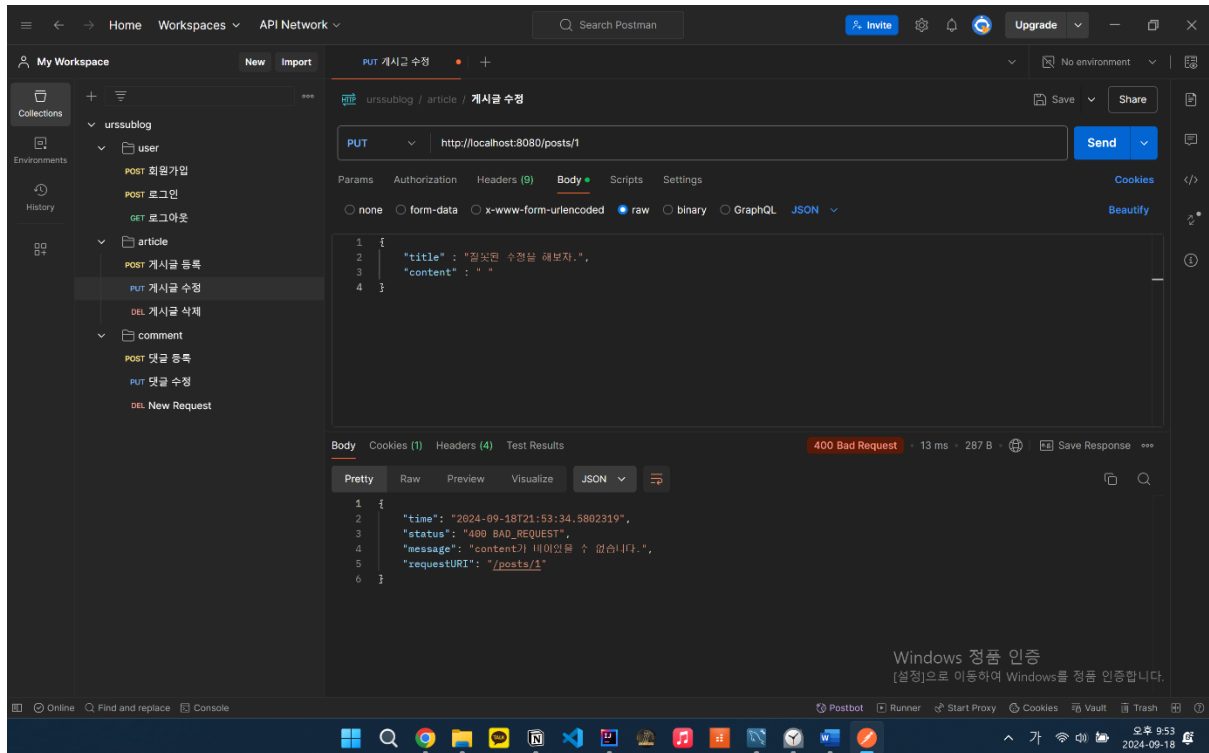 Home Workspaces API Network Search Postman Invite Upgrade
My Workspace New Import PUT 게시글 수정 No environment
Collections
Environments
History
urssublog
user
POST 회원가입
POST 로그인
GET 로그아웃
article
POST 게시글 등록
PUT 게시글 수정
DEL 게시글 삭제
comment
POST 댓글 등록
PUT 댓글 수정
DEL New Request
HTTP urssublog / article / 게시글 수정 Save Share
PUT http://localhost:8080/posts/1 Send
Params Authorization Headers (9) Body Scripts Settings Cookies
none form-data x-www-form-urlencoded raw binary GraphQL JSON Beautify
1 {
2 "title" : "잘못된 수정을 해보자.",
3 "content" : " "
4 }
Body Cookies (1) Headers (4) Test Results 400 Bad Request 13 ms 287 B Save Response
Pretty Raw Preview Visualize JSON
1 {
2 "time": "2024-09-18T21:53:34.5802319",
3 "status": "400 BAD_REQUEST",
4 "message": "content가 비어있을 수 없습니다.",
5 "requestURI": "/posts/1"
6 }
Windows 정품 인증
[설정]으로 이동하여 Windows를 정품 인증합니다.
Online Find and replace Console Postbot Runner Start Proxy Cookies Vault Trash
가 오후 9:53
2024-09-18